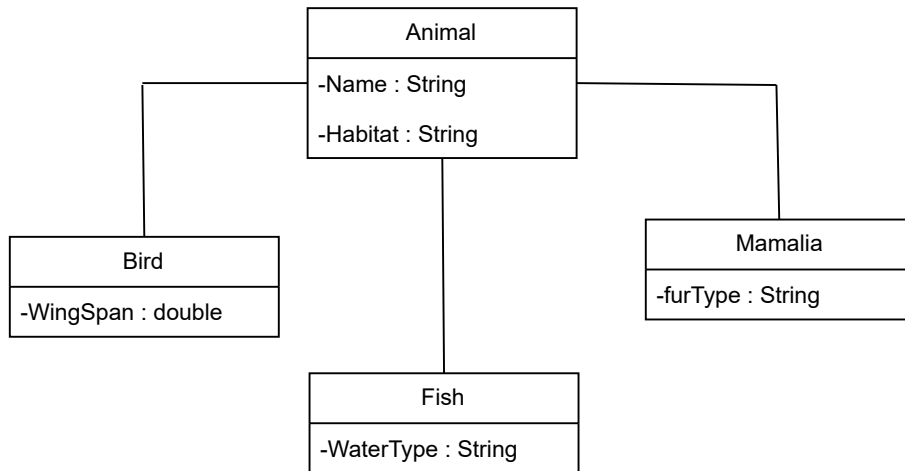 Animal
-Name : String
-Habitat : String
Bird
-WingSpan : double
Mamalia
-furType : String
Fish
-WaterType : String